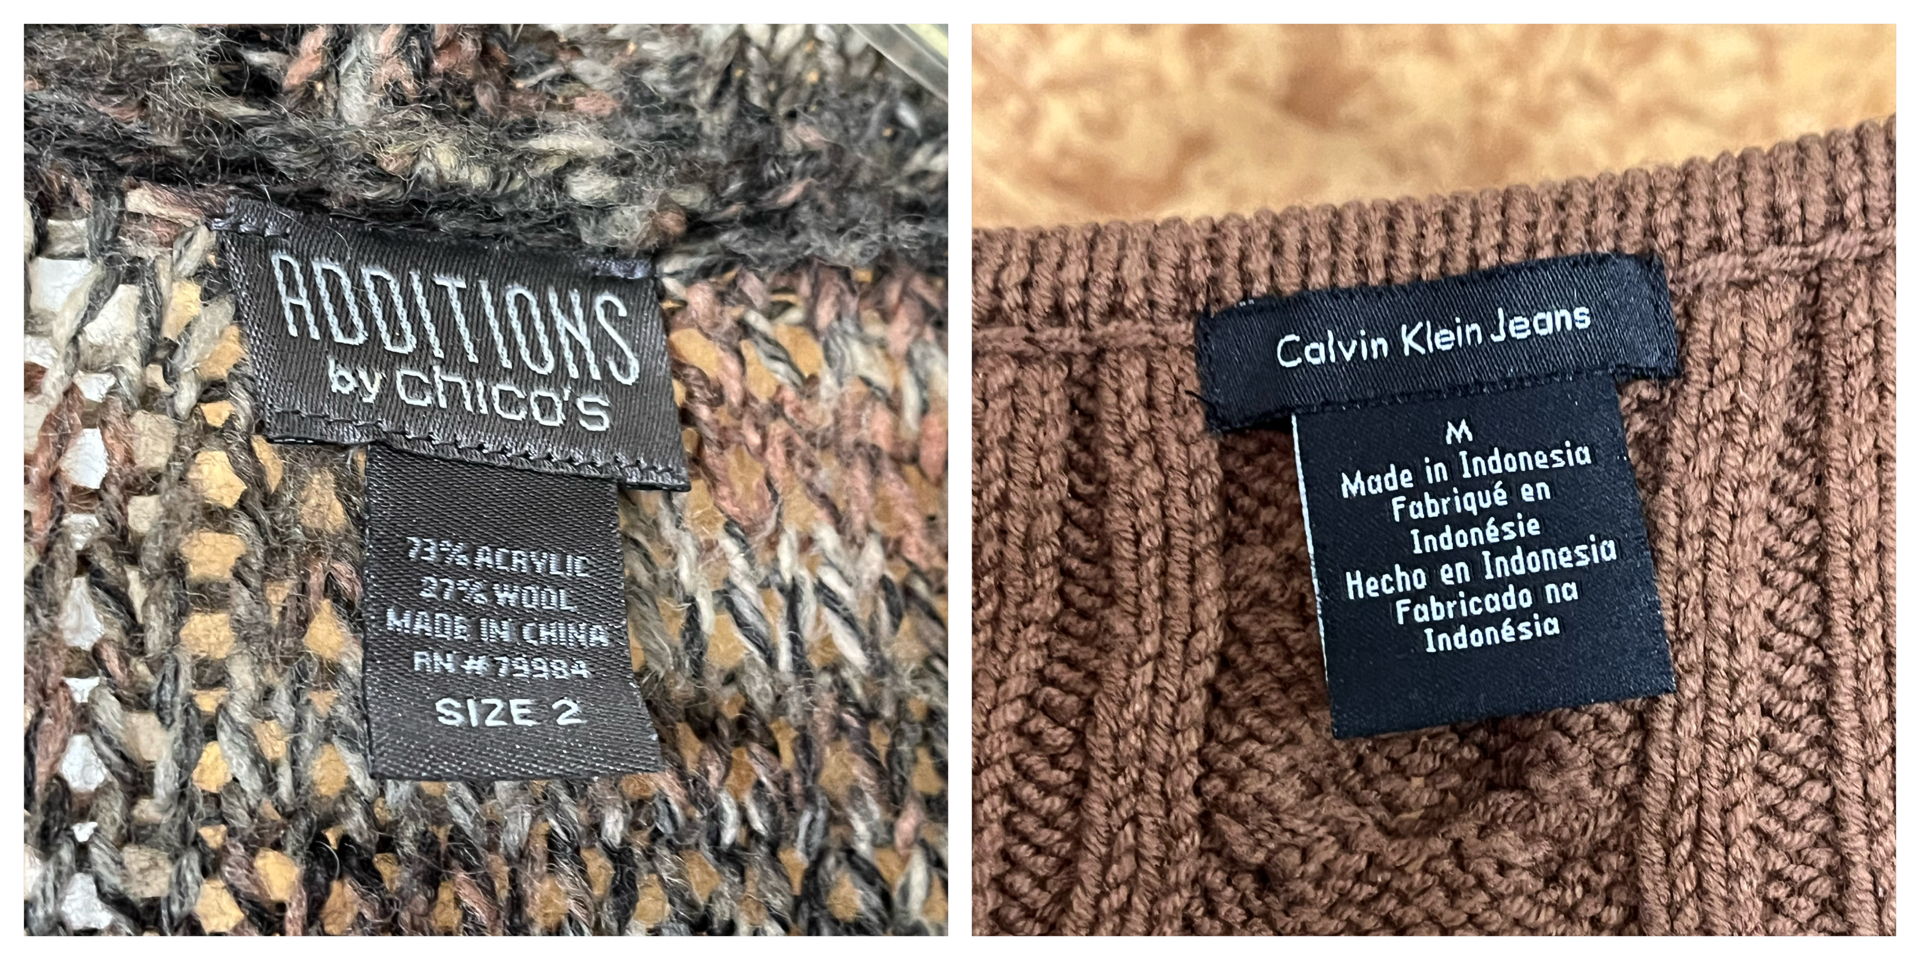 ADDITIONS
by chico's
73% ACRYLIC
27% WOOL
MADE IN CHINA
RN #79984
SIZE 2
Calvin Klein Jeans
M
Made in Indonesia
Fabriqué en
Indonésie
Hecho en Indonesia
Fabricado na
Indonésia